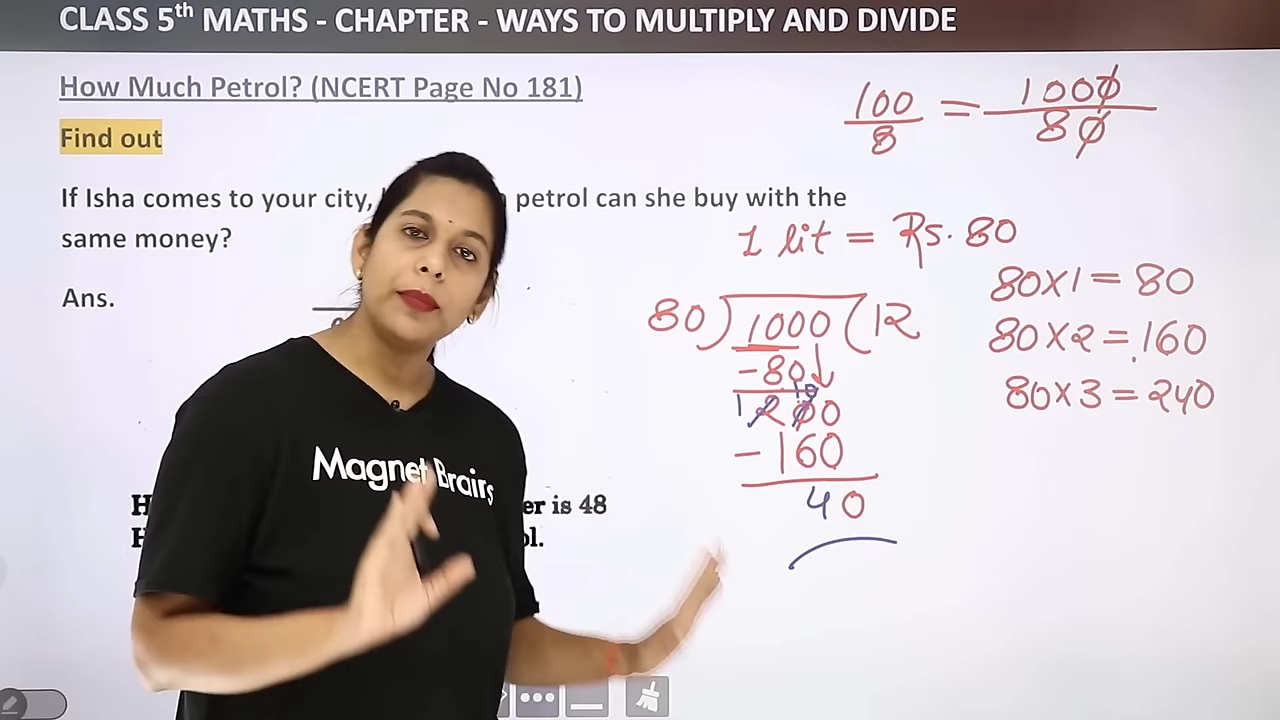 CLASS 5th MATHS - CHAPTER - WAYS TO MULTIPLY AND DIVIDE
How Much Petrol? (NCERT Page No 181)
Find out
If Isha comes to your city, petrol can she buy with the
same money?
Ans.
100/8 = 1000/80
1 lit = Rs. 80
80) 1000 (12
-80
10
1200
-160
40
80×1 = 80
80×2 = 160
80×3 = 240
is 48
Magnet Brains